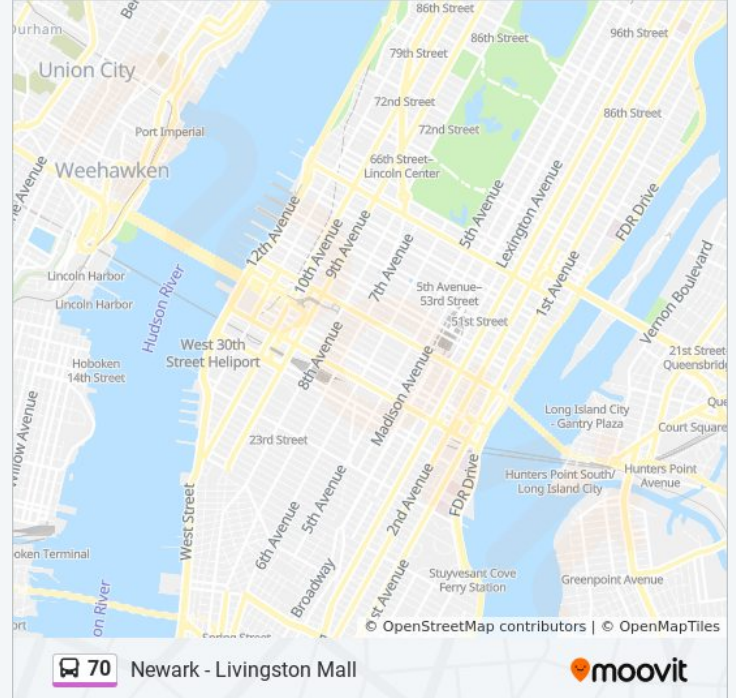 86th Street
Durham
86th Street
96th Street
79th Street
Union City
72nd Street
86th Street
Port Imperial
72nd Street
Weehawken
66th Street–
Lincoln Center
5th Avenue
Lexington Avenue
FDR Drive
12th Avenue
10th Avenue
9th Avenue
7th Avenue
1st Avenue
Vernon Boulevard
Lincoln Harbor
Lincoln Harbor
Hudson River
5th Avenue–
53rd Street
51st Street
West 30th
Street Heliport
8th Avenue
Madison Avenue
21st Street
Queensbridg
Hoboken
14th Street
Willow Avenue
Long Island City
- Gantry Plaza
Que
Court Square
23rd Street
Hunters Point South/
Long Island City
Hunters Point
Avenue
West Street
6th Avenue
5th Avenue
2nd Avenue
FDR Drive
oken Terminal
Broadway
st Avenue
Stuyvesant Cove
Ferry Station
Greenpoint Avenue
on River
ort
Spring Street
© OpenStreetMap contributors | © OpenMapTiles
70 Newark - Livingston Mall
moovit